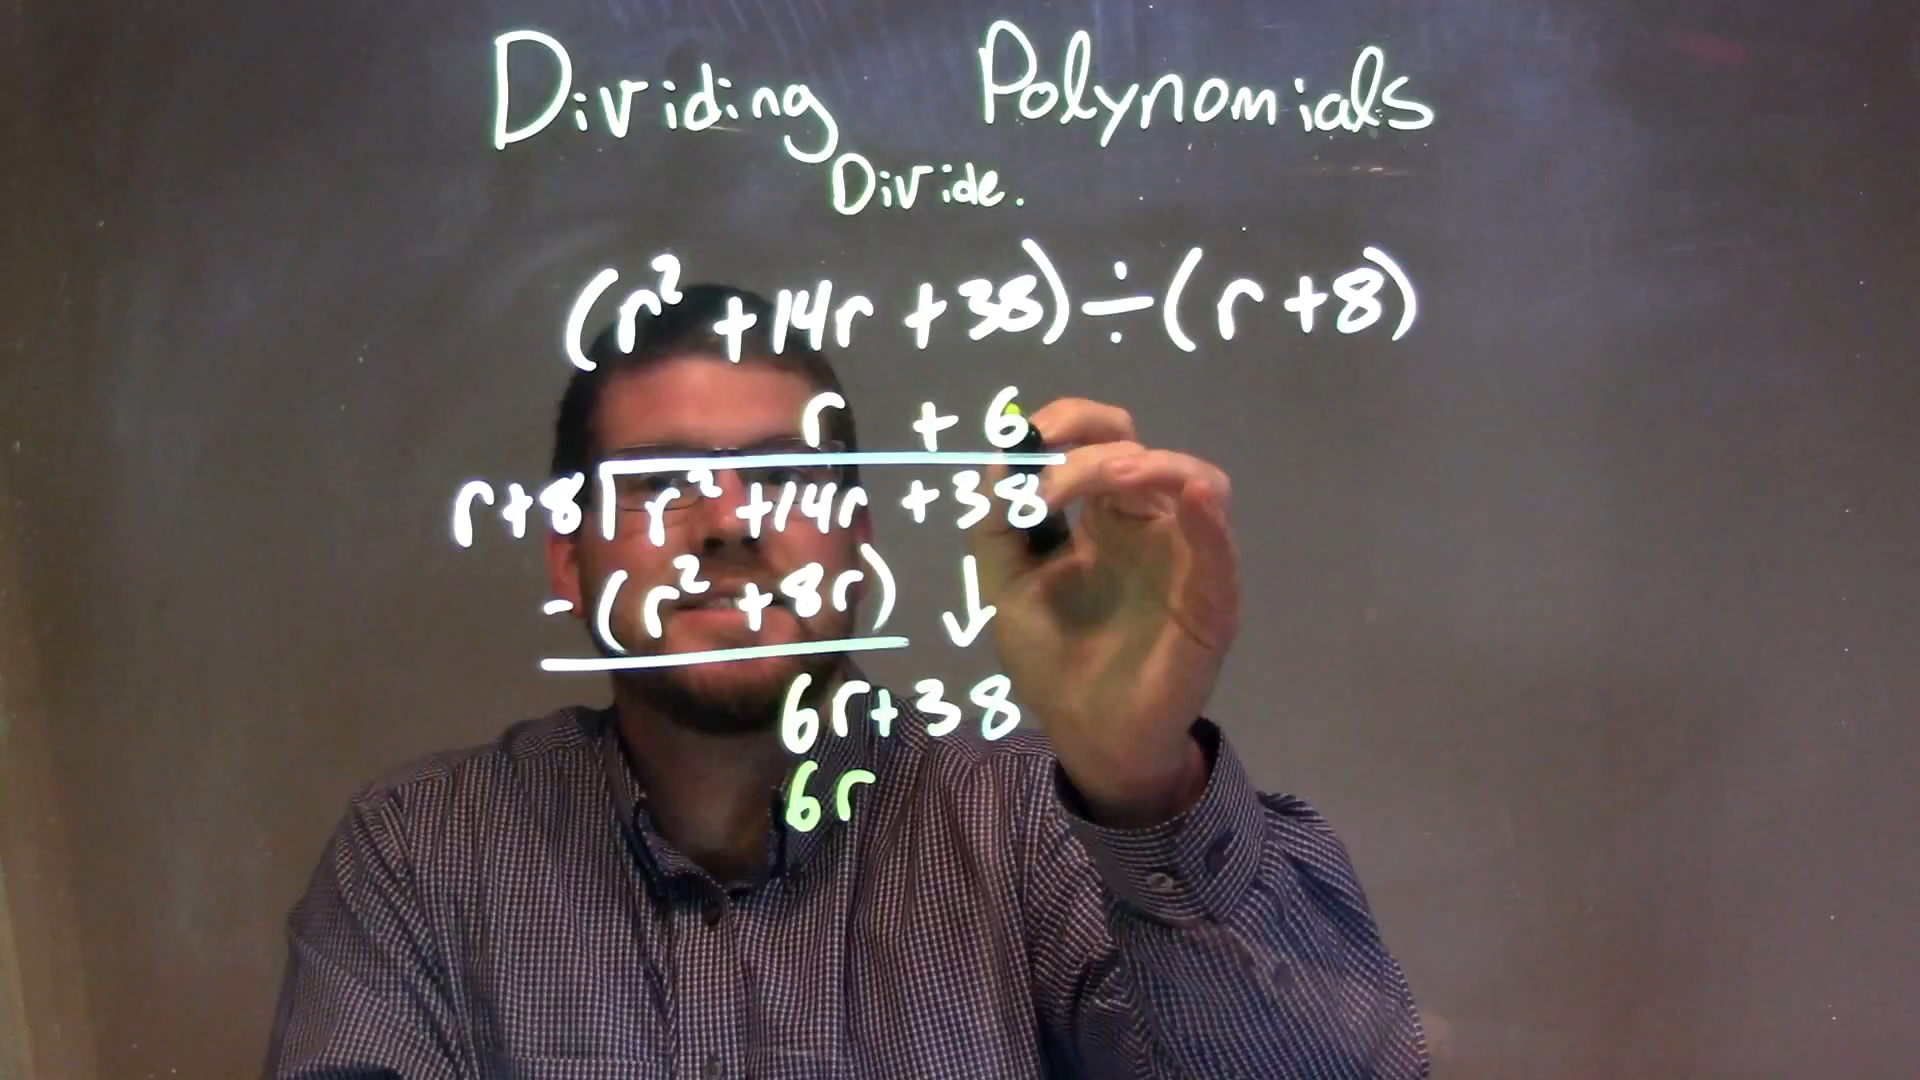 Dividing Polynomials
Divide.
(r² +14r +38)÷(r +8)
r + 6
r+8 r² +14r +38
-(r² +8r) ↓
6r+38
6r